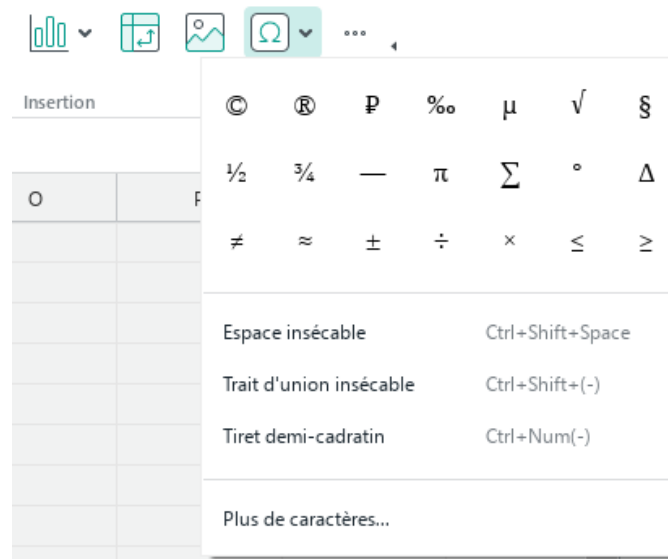 Ω
Insertion
© ® ₽ ‰ µ √ §
½ ¾ — π ∑ ° Δ
O
≠ ≈ ± ÷ × ≤ ≥
Espace insécable Ctrl+Shift+Space
Trait d'union insécable Ctrl+Shift+(-)
Tiret demi-cadratin Ctrl+Num(-)
Plus de caractères...